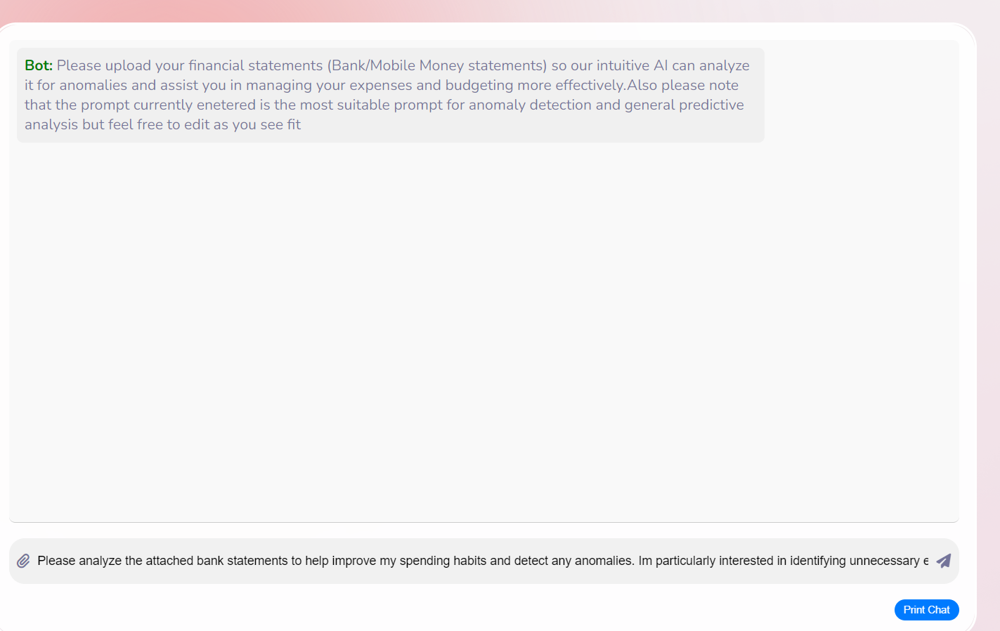 Bot: Please upload your financial statements (Bank/Mobile Money statements) so our intuitive AI can analyze
it for anomalies and assist you in managing your expenses and budgeting more effectively.Also please note
that the prompt currently enetered is the most suitable prompt for anomaly detection and general predictive
analysis but feel free to edit as you see fit
Please analyze the attached bank statements to help improve my spending habits and detect any anomalies. Im particularly interested in identifying unnecessary e
Print Chat